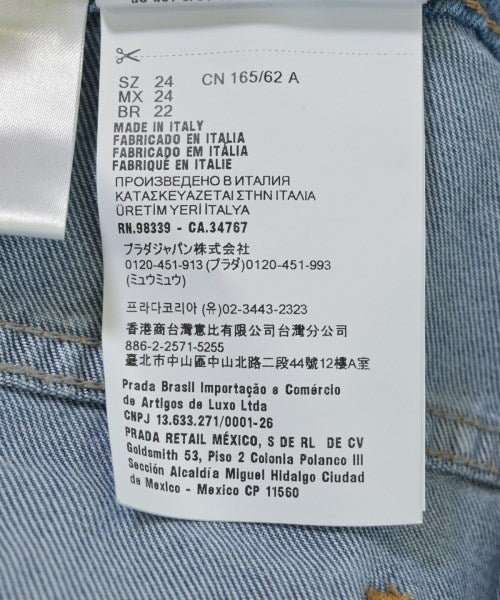 SZ 24 CN 165/62 A
MX 24
BR 22
MADE IN ITALY
FABRICADO EN ITALIA
FABRICADO EM ITÁLIA
FABRIQUÉ EN ITALIE
ПРОИЗВЕДЕНО В ИТАЛИЯ
ΚΑΤΑΣΚΕΥΑΖΕΤΑΙ ΣΤΗΝ ΙΤΑΛΙΑ
ÜRETİM YERİ İTALYA
RN.98339 - CA.34767
プラダジャパン株式会社
0120-451-913 (プラダ)0120-451-993
(ミュウミュウ)
프라다코리아 (유)02-3443-2323
香港商台灣意比有限公司台灣分公司
886-2-2571-5255
臺北市中山區中山北路二段44號12樓A室
Prada Brasil Importação e Comércio
de Artigos de Luxo Ltda
CNPJ 13.633.271/0001-26
PRADA RETAIL MÉXICO, S DE RL DE CV
Goldsmith 53, Piso 2 Colonia Polanco III
Sección Alcaldía Miguel Hidalgo Ciudad
de Mexico - Mexico CP 11560